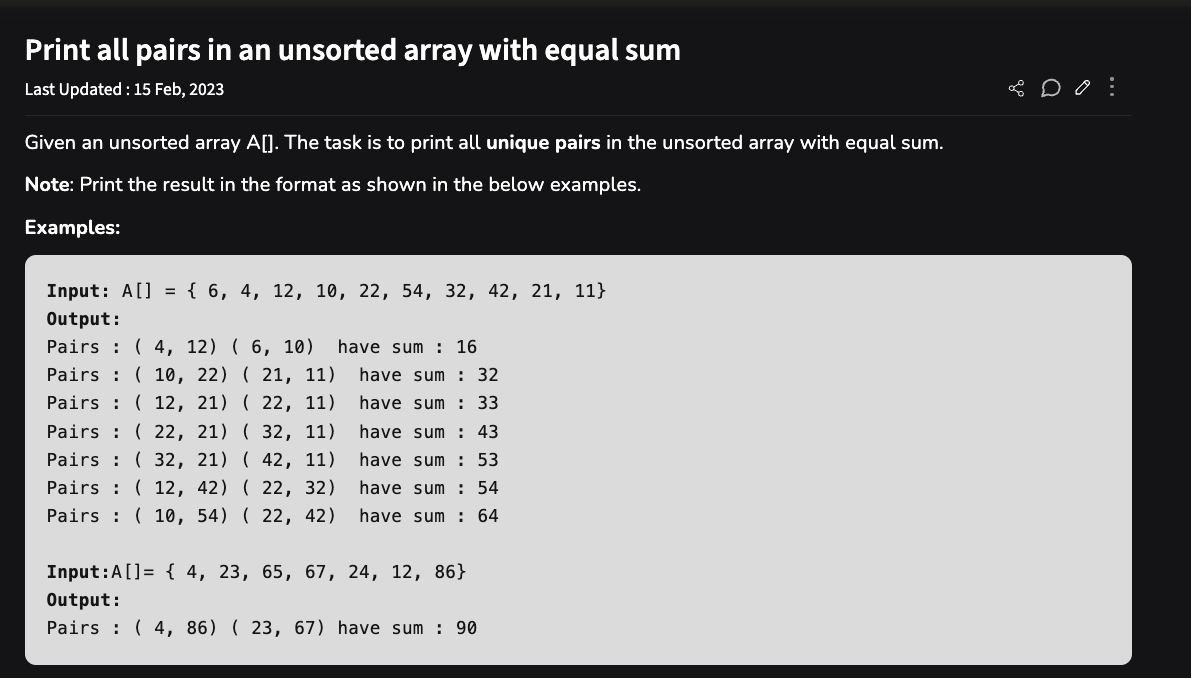 Print all pairs in an unsorted array with equal sum
Last Updated : 15 Feb, 2023
Given an unsorted array A[]. The task is to print all unique pairs in the unsorted array with equal sum.
Note: Print the result in the format as shown in the below examples.
Examples:
Input: A[] = { 6, 4, 12, 10, 22, 54, 32, 42, 21, 11}
Output:
Pairs : ( 4, 12) ( 6, 10)  have sum : 16
Pairs : ( 10, 22) ( 21, 11)  have sum : 32
Pairs : ( 12, 21) ( 22, 11)  have sum : 33
Pairs : ( 22, 21) ( 32, 11)  have sum : 43
Pairs : ( 32, 21) ( 42, 11)  have sum : 53
Pairs : ( 12, 42) ( 22, 32)  have sum : 54
Pairs : ( 10, 54) ( 22, 42)  have sum : 64
Input:A[]= { 4, 23, 65, 67, 24, 12, 86}
Output:
Pairs : ( 4, 86) ( 23, 67) have sum : 90